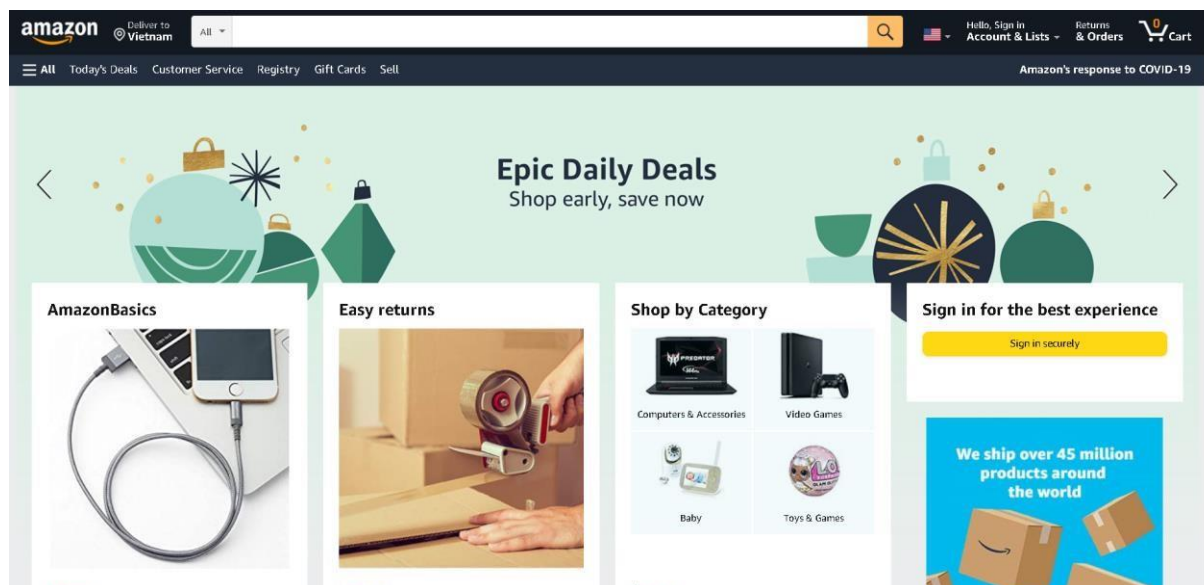 amazon
Deliver to
Vietnam
All
Hello, Sign in
Account & Lists
Returns
& Orders
0
Cart
All
Today's Deals
Customer Service
Registry
Gift Cards
Sell
Amazon's response to COVID-19
Epic Daily Deals
Shop early, save now
AmazonBasics
Easy returns
Shop by Category
PREDATOR
Computers & Accessories
Video Games
Baby
Toys & Games
Sign in for the best experience
Sign in securely
We ship over 45 million
products around
the world